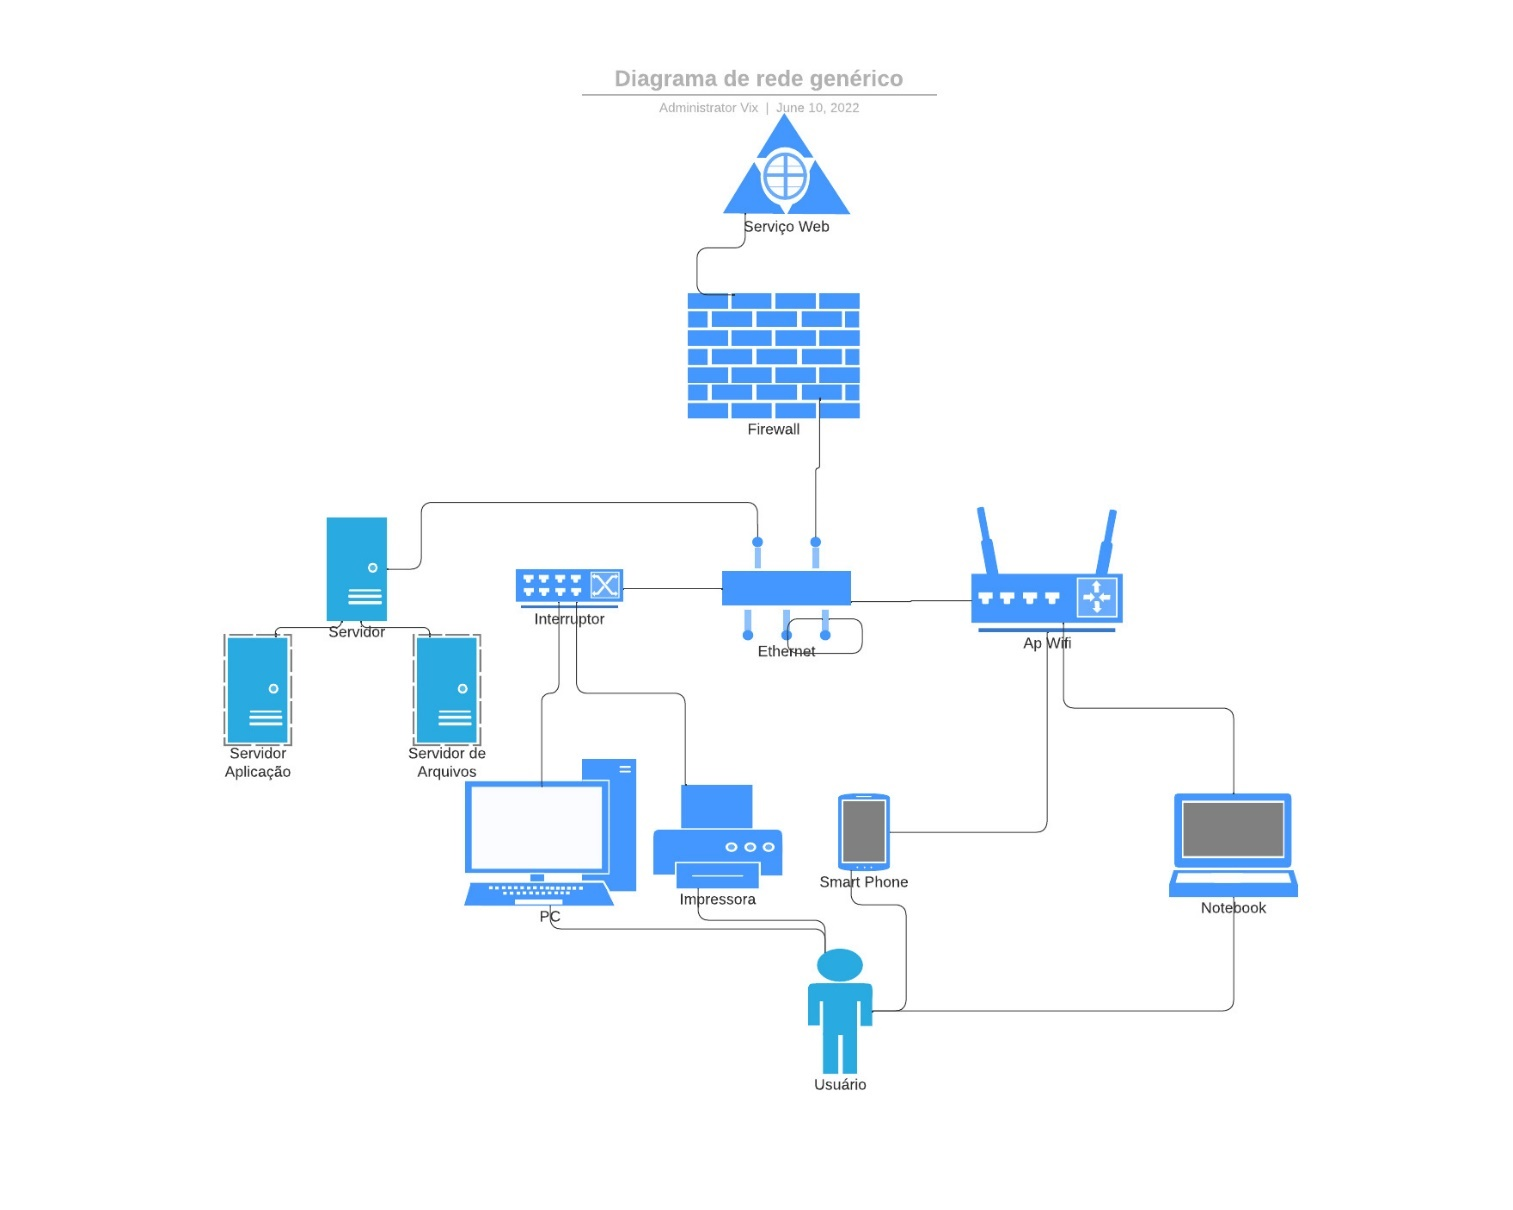 Diagrama de rede genérico
Administrator Vix | June 10, 2022
Serviço Web
Firewall
Servidor
Interruptor
Ethernet
Ap Wifi
Servidor
Aplicação
Servidor de
Arquivos
PC
Impressora
Smart Phone
Notebook
Usuário